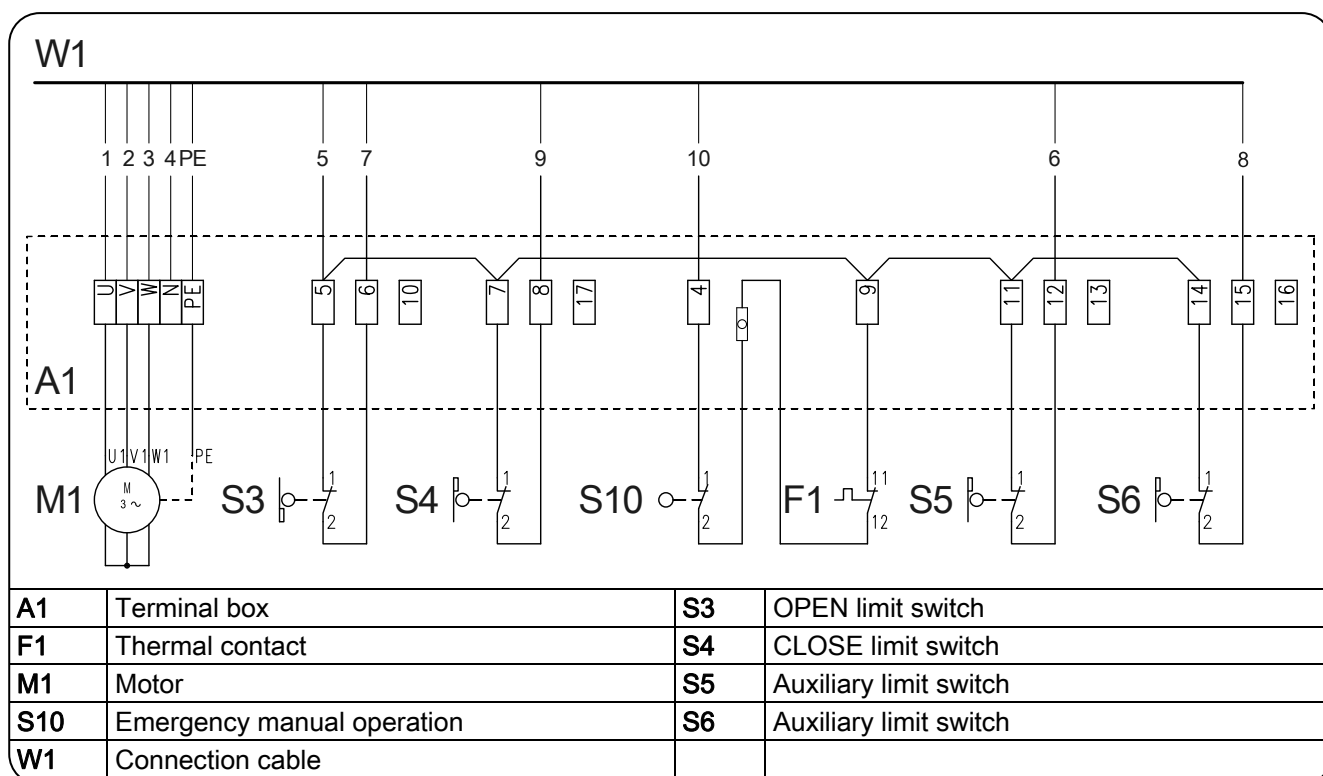 W1
1 2 3 4 PE 5 7 9 10 6 8
U V W N PE 5 6 10 7 8 17 4 9 11 12 13 14 15 16
A1
U1 V1 W1 PE
M1 M 3 ~ S3 1 2 S4 1 2 S10 1 2 F1 11 12 S5 1 2 S6 1 2
A1 Terminal box S3 OPEN limit switch
F1 Thermal contact S4 CLOSE limit switch
M1 Motor S5 Auxiliary limit switch
S10 Emergency manual operation S6 Auxiliary limit switch
W1 Connection cable